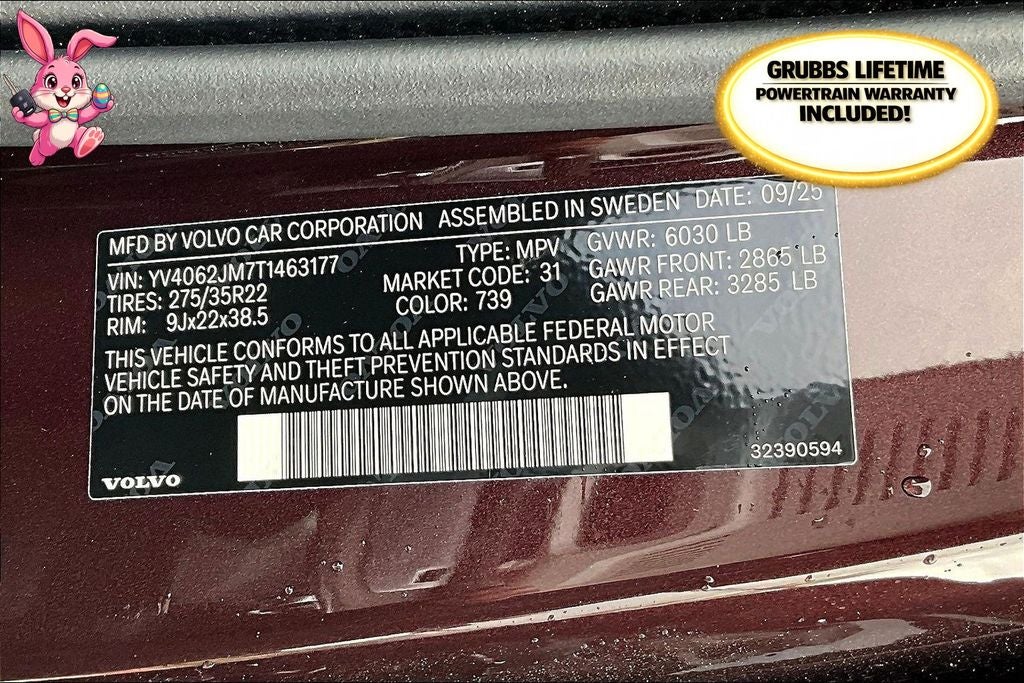 GRUBBS LIFETIME
POWERTRAIN WARRANTY
INCLUDED!
MFD BY VOLVO CAR CORPORATION ASSEMBLED IN SWEDEN DATE: 09/25
VIN: YV4062JM7T1463177 TYPE: MPV GVWR: 6030 LB
TIRES: 275/35R22 MARKET CODE: 31 GAWR FRONT: 2865 LB
RIM: 9Jx22x38.5 COLOR: 739 GAWR REAR: 3285 LB
THIS VEHICLE CONFORMS TO ALL APPLICABLE FEDERAL MOTOR
VEHICLE SAFETY AND THEFT PREVENTION STANDARDS IN EFFECT
ON THE DATE OF MANUFACTURE SHOWN ABOVE.
VOLVO 32390594